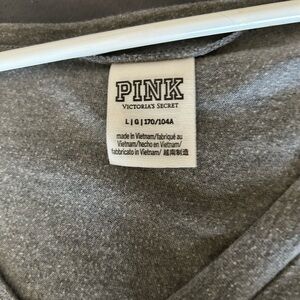 PINK
VICTORIA'S SECRET
L | G | 170/104A
made in Vietnam/fabriqué au
Vietnam/hecho en Vietnam/
fabbricato in Vietnam/ 越南制造